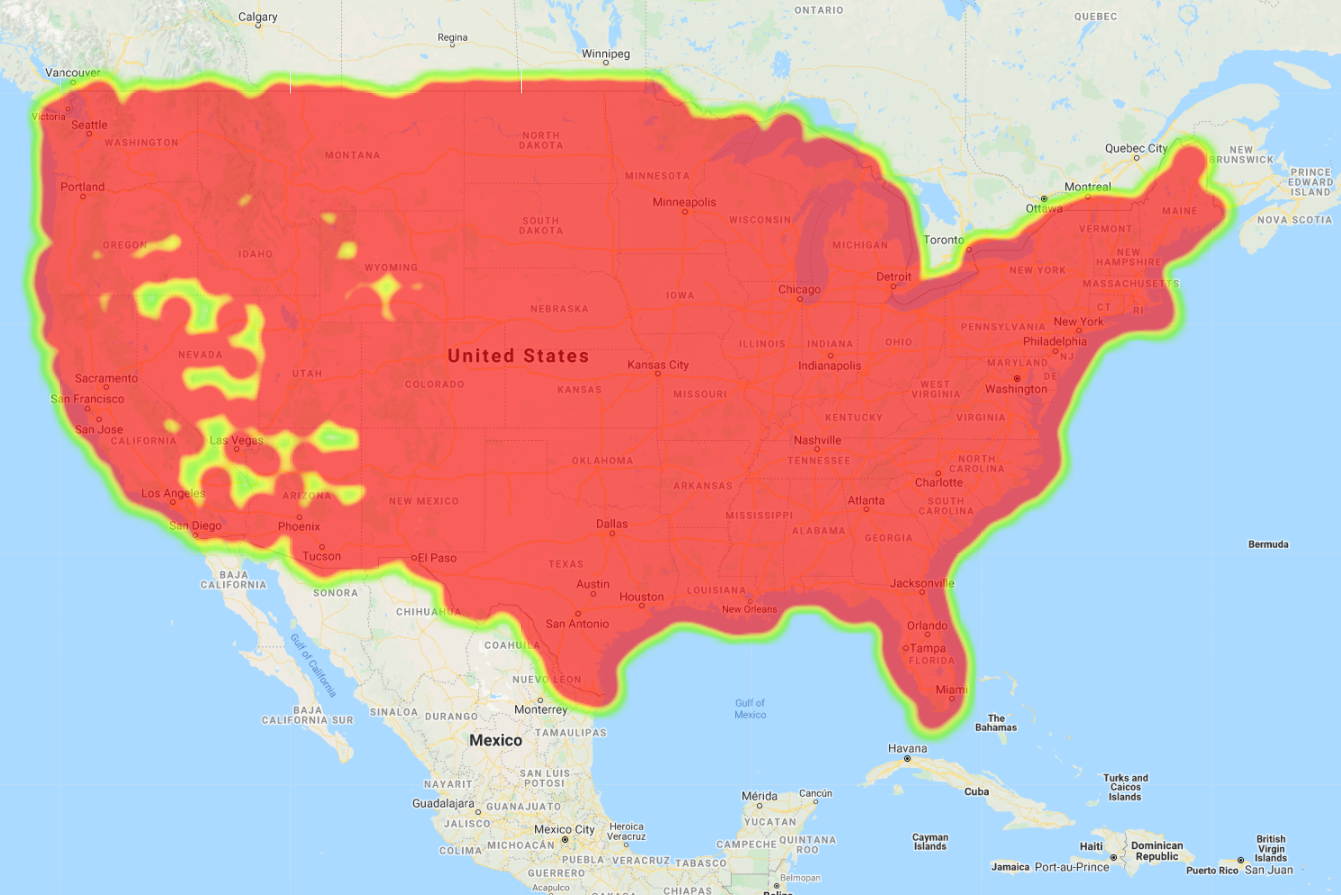 Calgary
ONTARIO
QUEBEC
Regina
Winnipeg
Vancouver
Victoria
Seattle
WASHINGTON
NORTH
DAKOTA
MONTANA
Quebec City
NEW
BRUNSWICK
PRINCE
EDWARD
ISLAND
MINNESOTA
Portland
Montreal
Ottawa
Minneapolis
MAINE
NOVA SCOTIA
SOUTH
DAKOTA
WISCONSIN
VERMONT
Toronto
OREGON
MICHIGAN
IDAHO
NEW
HAMPSHIRE
WYOMING
NEW YORK
Detroit
MASSACHUSETTS
Chicago
IOWA
NEBRASKA
CT
RI
New York
PENNSYLVANIA
ILLINOIS
INDIANA
OHIO
Philadelphia
NEVADA
United States
NJ
MARYLAND
Kansas City
Indianapolis
UTAH
DE
Sacramento
COLORADO
KANSAS
MISSOURI
WEST
VIRGINIA
Washington
San Francisco
KENTUCKY
VIRGINIA
San Jose
CALIFORNIA
Las Vegas
Nashville
TENNESSEE
OKLAHOMA
NORTH
CAROLINA
Charlotte
Los Angeles
ARIZONA
NEW MEXICO
ARKANSAS
Atlanta
SOUTH
CAROLINA
San Diego
Phoenix
Dallas
MISSISSIPPI
ALABAMA
GEORGIA
Tucson
El Paso
TEXAS
Bermuda
BAJA
CALIFORNIA
SONORA
Austin
Houston
LOUISIANA
Jacksonville
CHIHUAHUA
New Orleans
San Antonio
Orlando
COAHUILA
Tampa
FLORIDA
Gulf of California
NUEVO LEON
Miami
Monterrey
Gulf of
Mexico
BAJA
CALIFORNIA SUR
SINALOA
DURANGO
The
Bahamas
TAMAULIPAS
Mexico
Havana
SAN LUIS
POTOSI
NAYARIT
Cuba
Turks and
Caicos
Islands
Guadalajara
GUANAJUATO
Mérida
Cancún
JALISCO
Mexico City
Heroica
Veracruz
YUCATAN
COLIMA
MICHOACÁN
CAMPECHE
QUINTANA
ROO
Cayman
Islands
Haiti
Dominican
Republic
British
Virgin
Islands
PUEBLA
VERACRUZ
TABASCO
GUERRERO
Jamaica
Port-au-Prince
Puerto Rico
San Juan
Acapulco
CHIAPAS
Belmopan